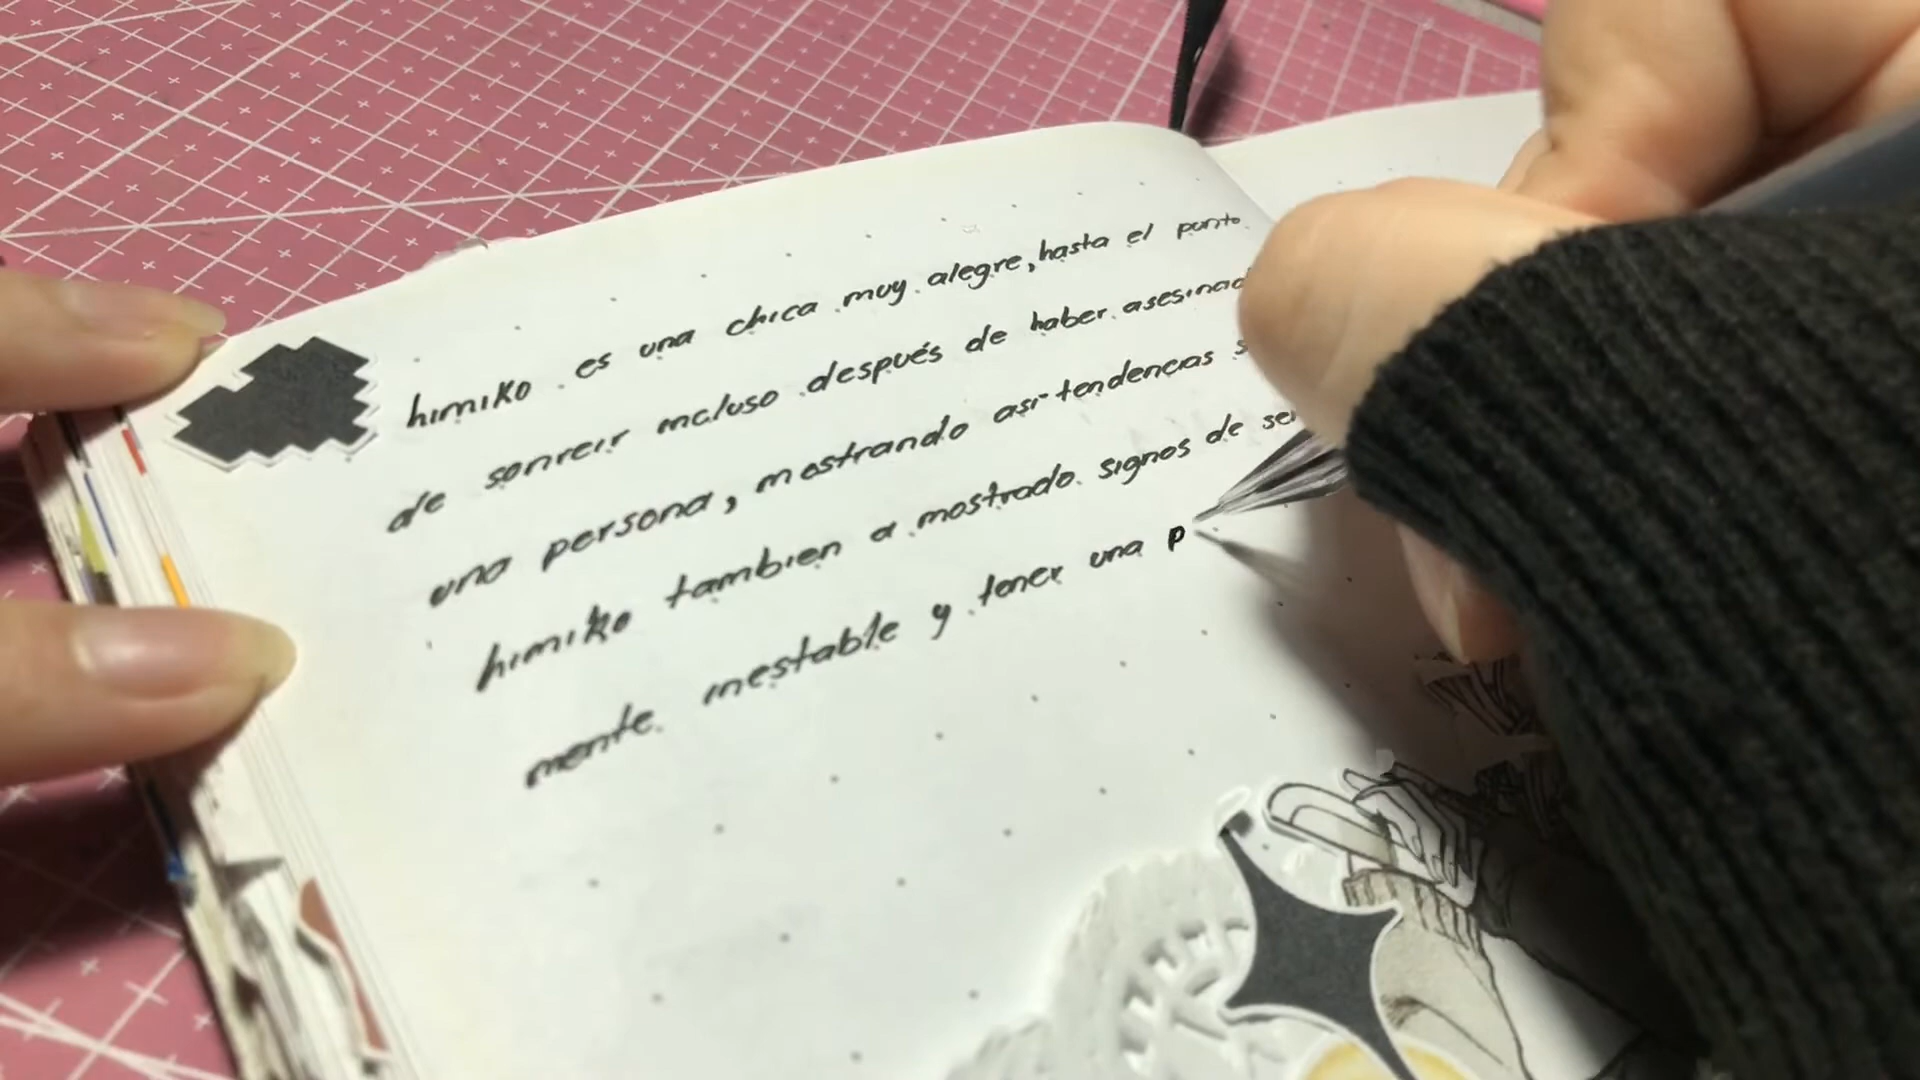 himiko es una chica muy alegre, hasta el punto
de sonreir incluso después de haber asesinad
una persona, mostrando asi tendencias s
himiko tambien a mostrado signos de ser
mente inestable y tener una p